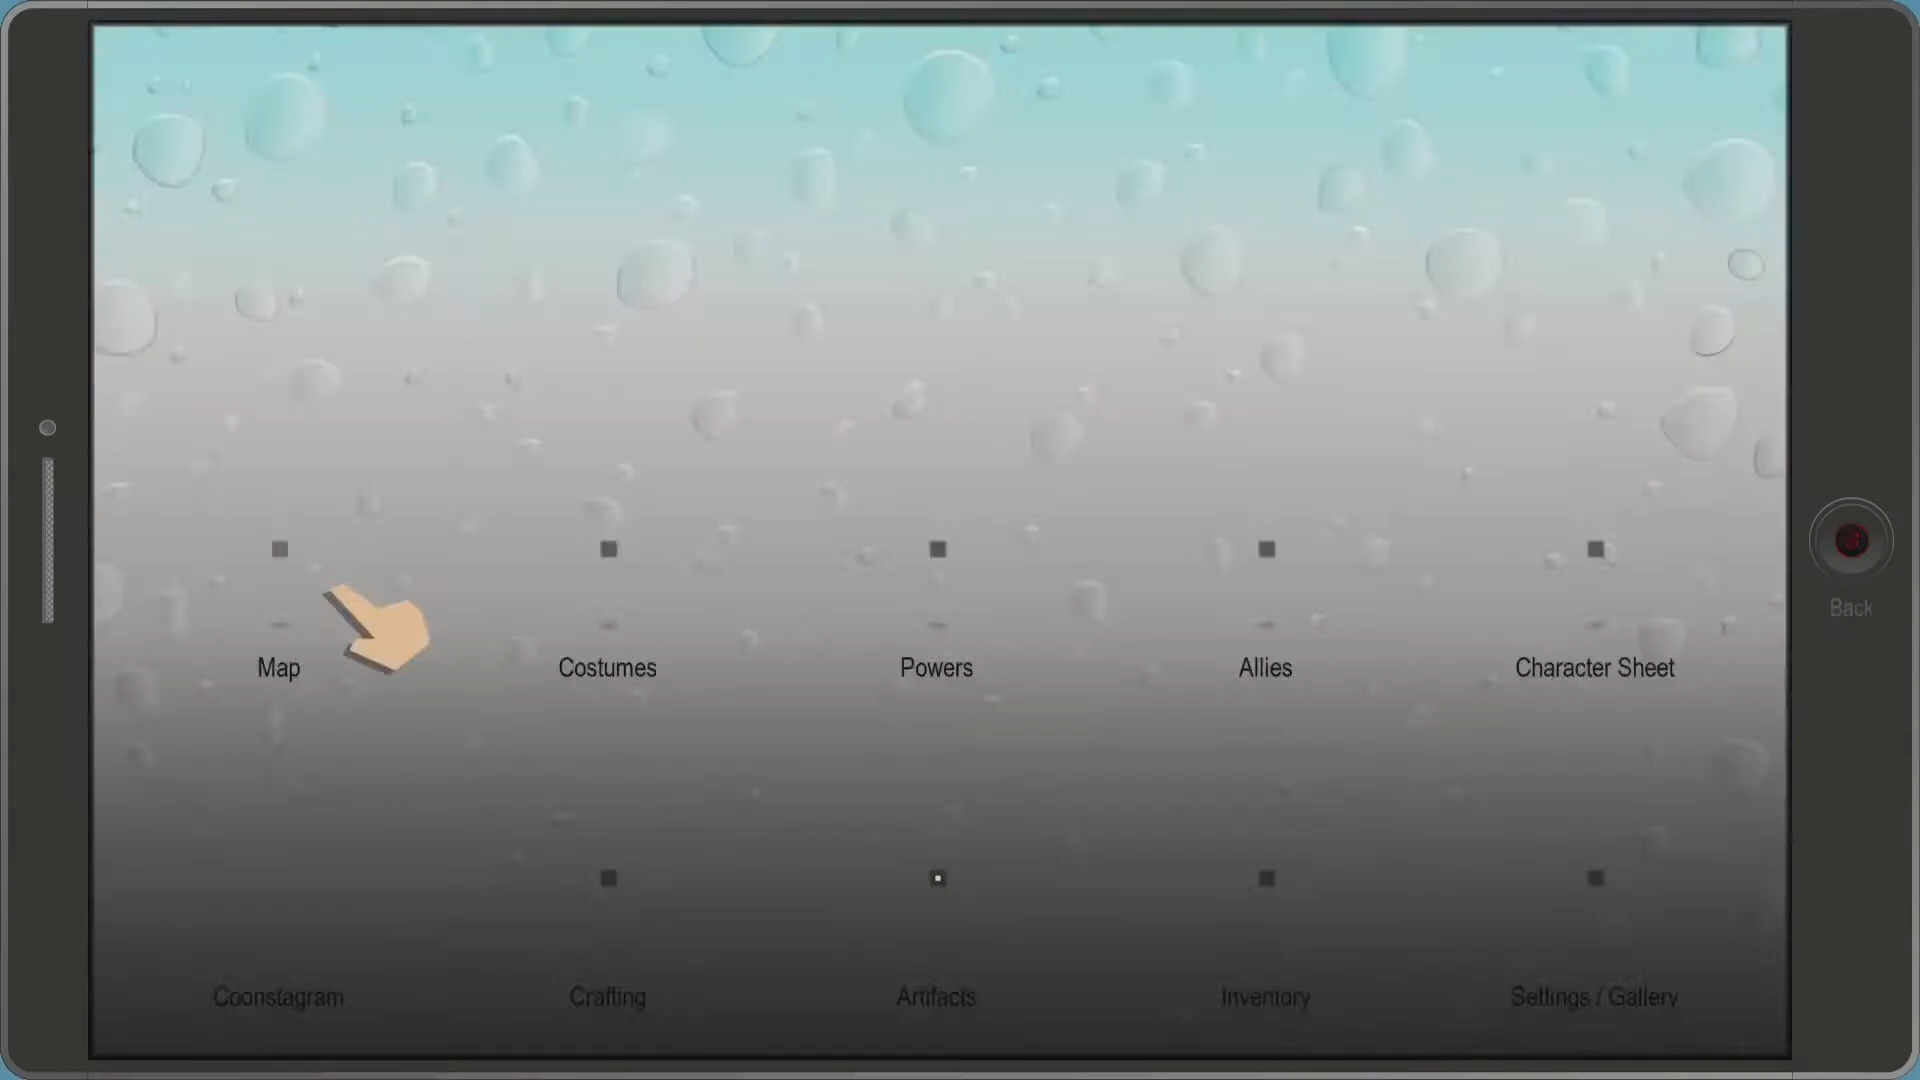 Map
Costumes
Powers
Allies
Character Sheet
Back
Coonstagram
Crafting
Artifacts
Inventory
Settings / Gallery